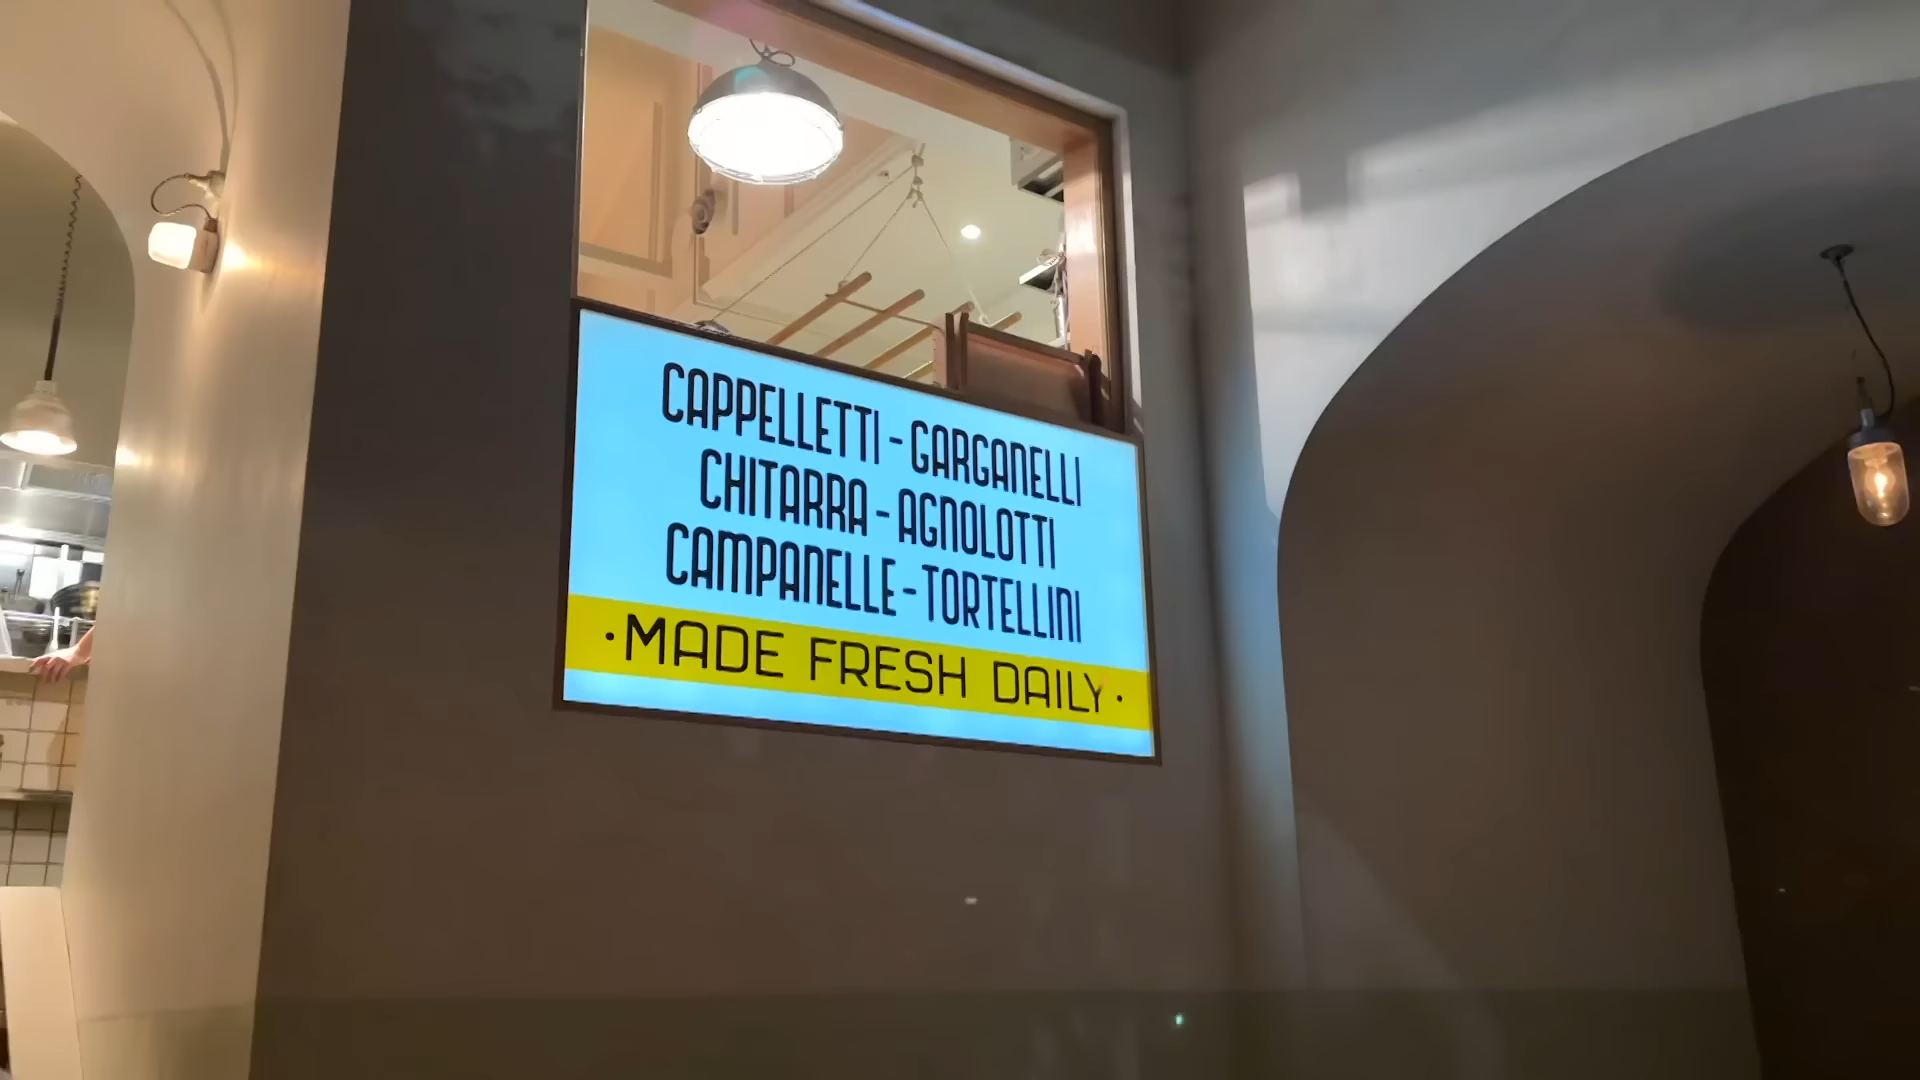 CAPPELLETTI - GARGANELLI
CHITARRA - AGNOLOTTI
CAMPANELLE - TORTELLINI
· MADE FRESH DAILY ·